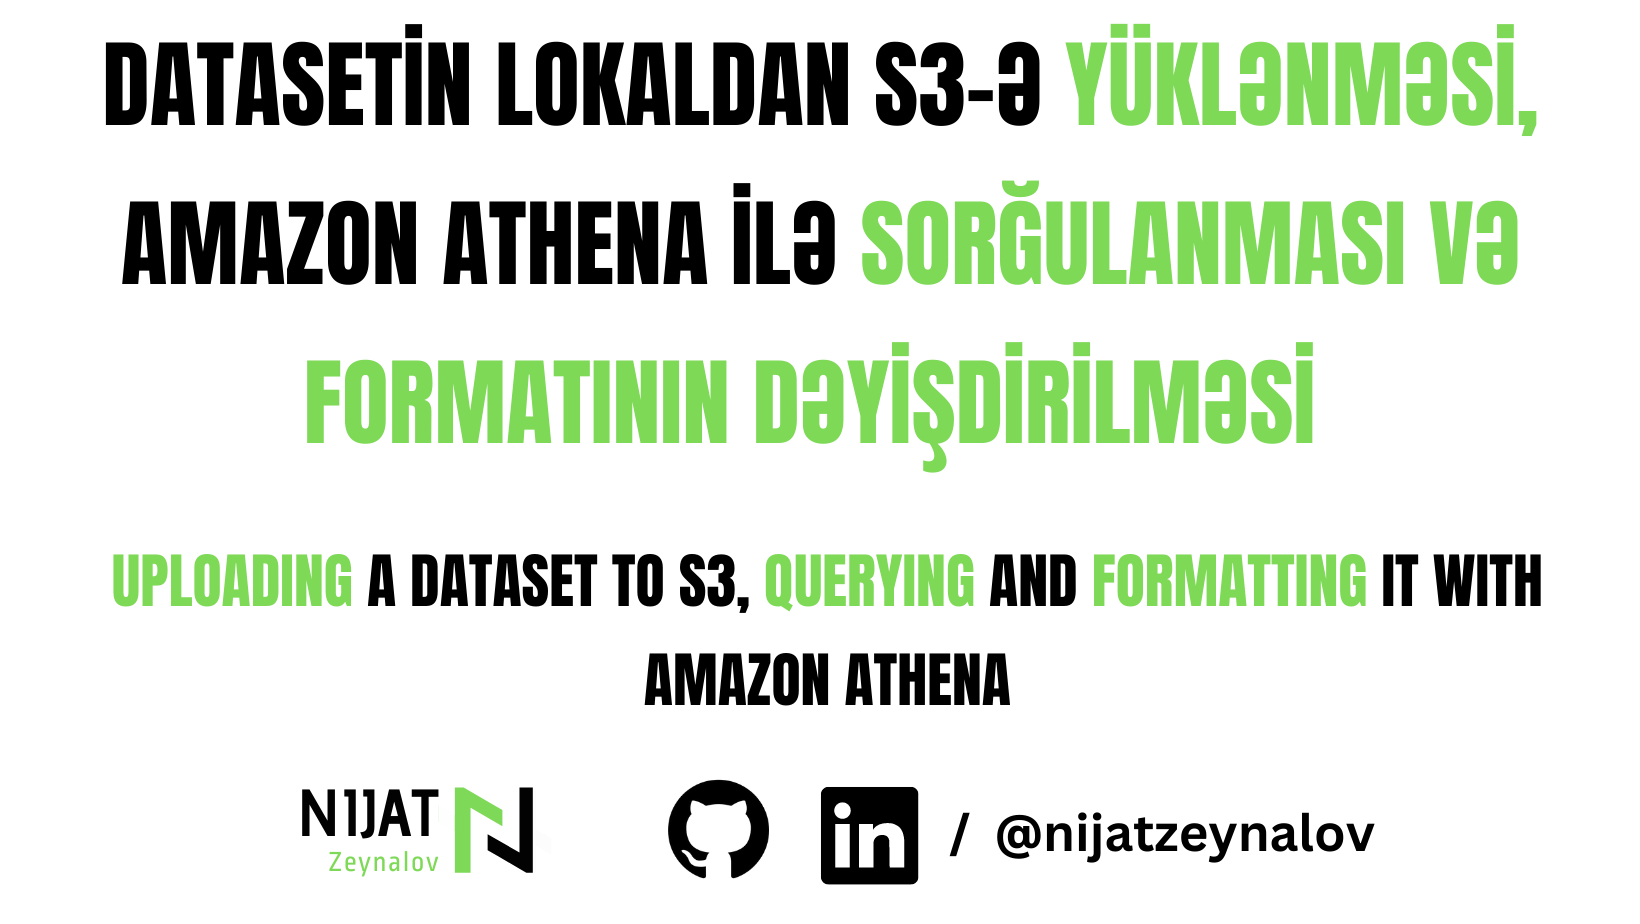 DATASETİN LOKALDAN S3-Ə YÜKLƏNMƏSİ,
AMAZON ATHENA İLƏ SORĞULANMASI VƏ
FORMATININ DƏYİŞDİRİLMƏSİ
UPLOADING A DATASET TO S3, QUERYING AND FORMATTING IT WITH
AMAZON ATHENA
NIJAT
Zeynalov
in / @nijatzeynalov